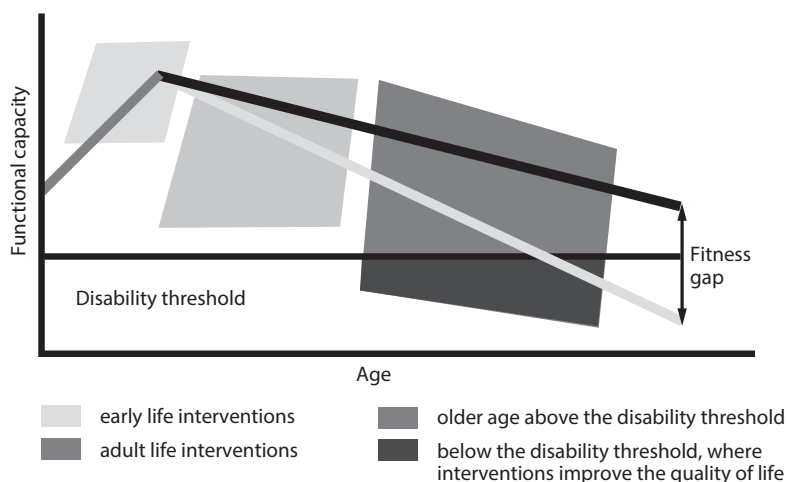 Functional capacity
Disability threshold
Fitness
gap
Age
early life interventions
adult life interventions
older age above the disability threshold
below the disability threshold, where
interventions improve the quality of life